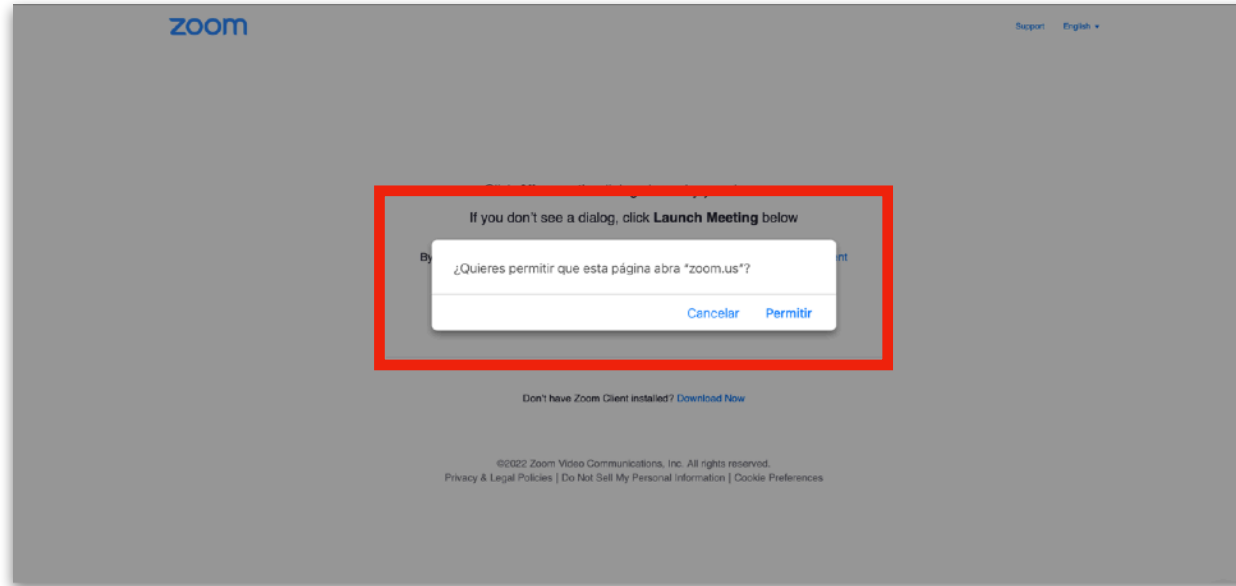 zoom
Support English
If you don't see a dialog, click Launch Meeting below
By
¿Quieres permitir que esta página abra "zoom.us"?
Cancelar Permitir
Don't have Zoom Client installed? Download Now
©2022 Zoom Video Communications, Inc. All rights reserved.
Privacy & Legal Policies | Do Not Sell My Personal Information | Cookie Preferences